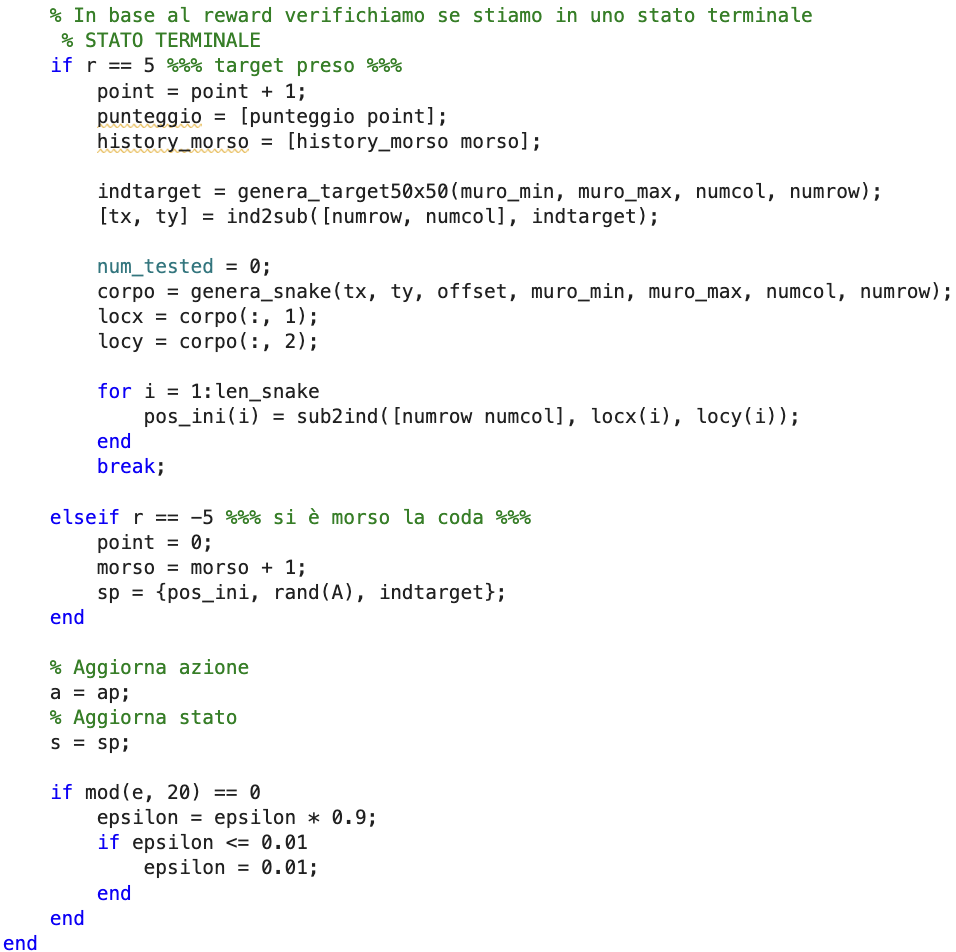 % In base al reward verifichiamo se stiamo in uno stato terminale
% STATO TERMINALE
if r == 5 %%% target preso %%%
point = point + 1;
punteggio = [punteggio point];
history_morso = [history_morso morso];
indtarget = genera_target50x50(muro_min, muro_max, numcol, numrow);
[tx, ty] = ind2sub([numrow, numcol], indtarget);
num_tested = 0;
corpo = genera_snake(tx, ty, offset, muro_min, muro_max, numcol, numrow);
locx = corpo(:, 1);
locy = corpo(:, 2);
for i = 1:len_snake
pos_ini(i) = sub2ind([numrow numcol], locx(i), locy(i));
end
break;
elseif r == -5 %%% si è morso la coda %%%
point = 0;
morso = morso + 1;
sp = {pos_ini, rand(A), indtarget};
end
% Aggiorna azione
a = ap;
% Aggiorna stato
s = sp;
if mod(e, 20) == 0
epsilon = epsilon * 0.9;
if epsilon <= 0.01
epsilon = 0.01;
end
end
end